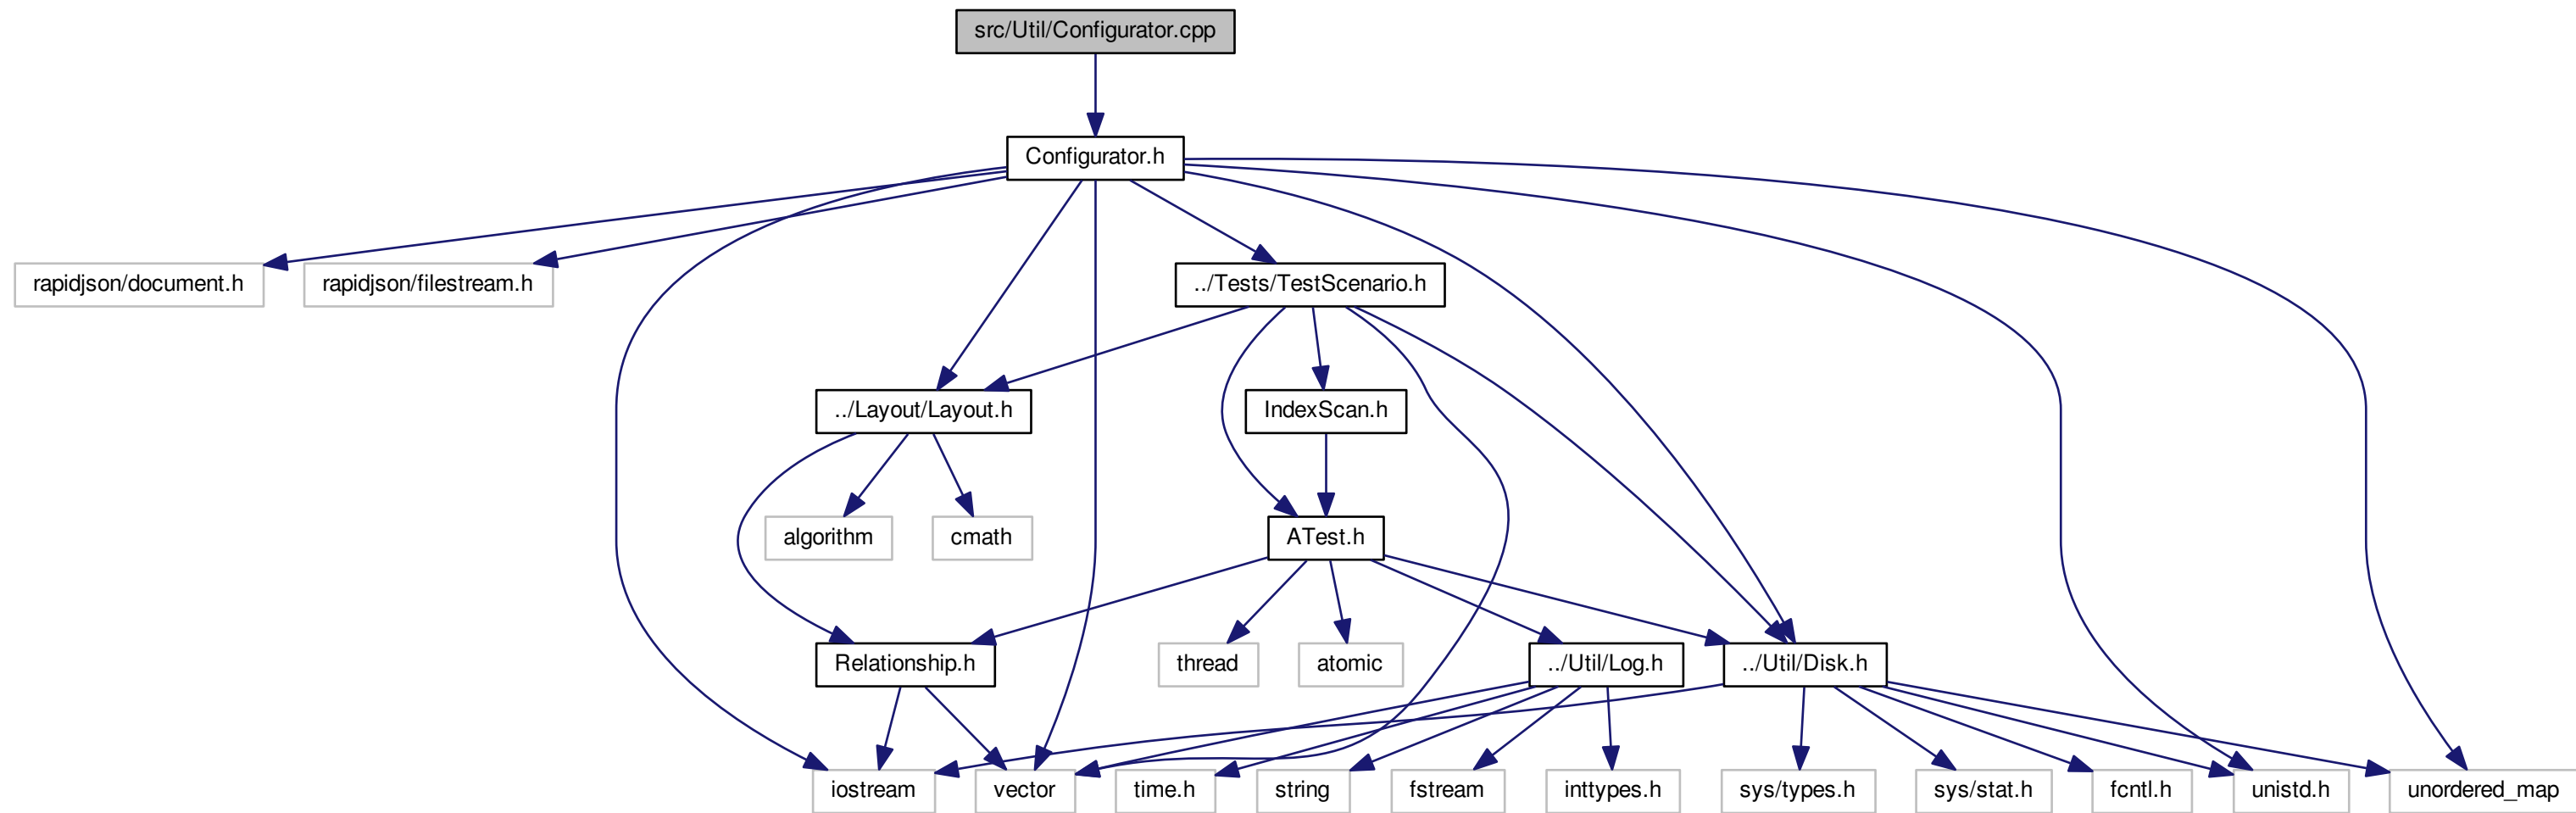 src/Util/Configurator.cpp
Configurator.h
rapidjson/document.h
rapidjson/filestream.h
../Tests/TestScenario.h
../Layout/Layout.h
IndexScan.h
algorithm
cmath
ATest.h
Relationship.h
thread
atomic
../Util/Log.h
../Util/Disk.h
iostream
vector
time.h
string
fstream
inttypes.h
sys/types.h
sys/stat.h
fcntl.h
unistd.h
unordered_map